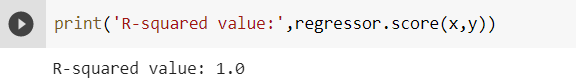 print('R-squared value:',regressor.score(x,y))
R-squared value: 1.0